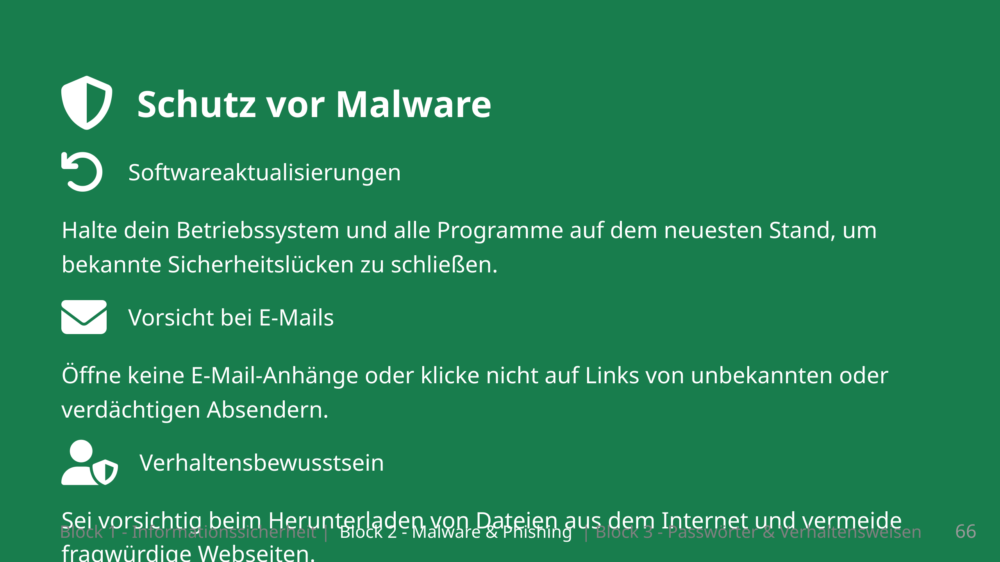 Schutz vor Malware
Softwareaktualisierungen
Halte dein Betriebssystem und alle Programme auf dem neuesten Stand, um
bekannte Sicherheitslücken zu schließen.
Vorsicht bei E-Mails
Öffne keine E-Mail-Anhänge oder klicke nicht auf Links von unbekannten oder
verdächtigen Absendern.
Verhaltensbewusstsein
Sei vorsichtig beim Herunterladen von Dateien aus dem Internet und vermeide
fragwürdige Webseiten.
Block 1 - Informationssicherheit | Block 2 - Malware & Phishing | Block 3 - Passwörter & Verhaltensweisen 66